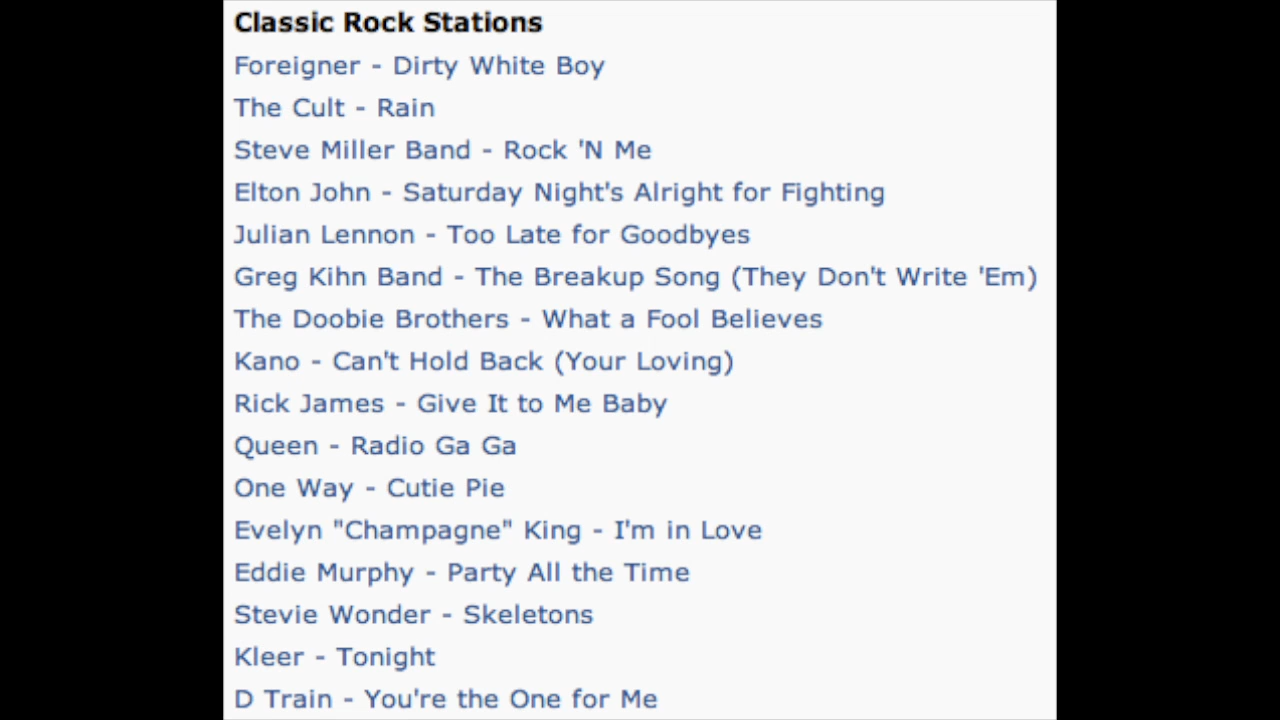 Classic Rock Stations
Foreigner - Dirty White Boy
The Cult - Rain
Steve Miller Band - Rock 'N Me
Elton John - Saturday Night's Alright for Fighting
Julian Lennon - Too Late for Goodbyes
Greg Kihn Band - The Breakup Song (They Don't Write 'Em)
The Doobie Brothers - What a Fool Believes
Kano - Can't Hold Back (Your Loving)
Rick James - Give It to Me Baby
Queen - Radio Ga Ga
One Way - Cutie Pie
Evelyn "Champagne" King - I'm in Love
Eddie Murphy - Party All the Time
Stevie Wonder - Skeletons
Kleer - Tonight
D Train - You're the One for Me